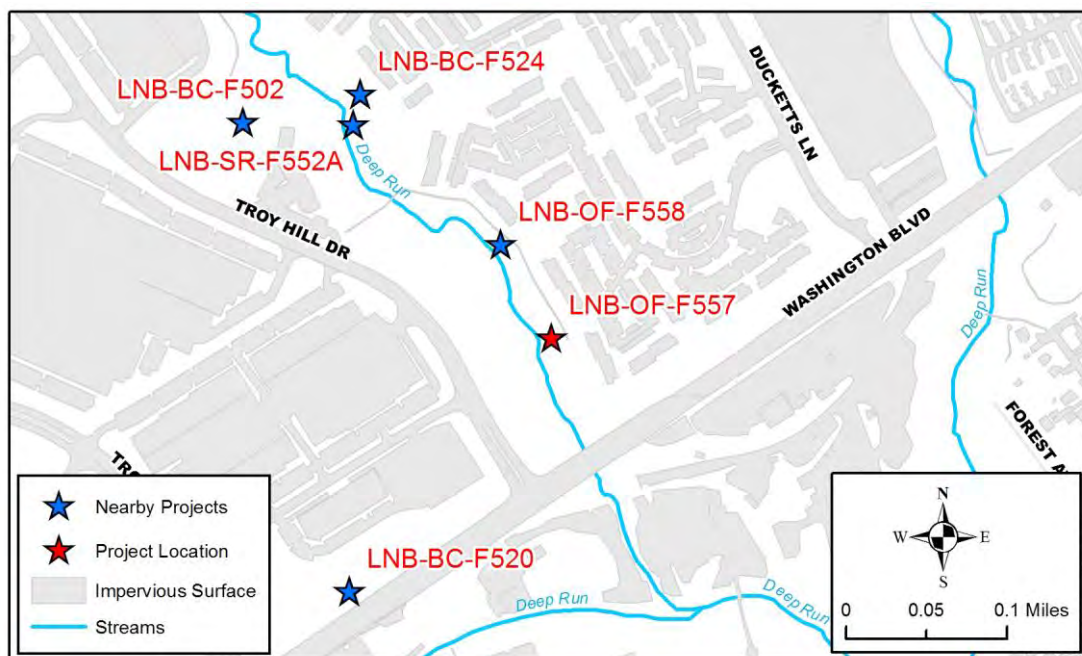 LNB-BC-F524
LNB-BC-F502
LNB-SR-F552A
Deep Run
DUCKETTS LN
TROY HILL DR
LNB-OF-F558
WASHINGTON BLVD
Deep Run
LNB-OF-F557
FOREST A
TRO
Nearby Projects
Project Location
Impervious Surface
Streams
LNB-BC-F520
Deep Run
Deep Run
N
W E
S
0 0.05 0.1 Miles